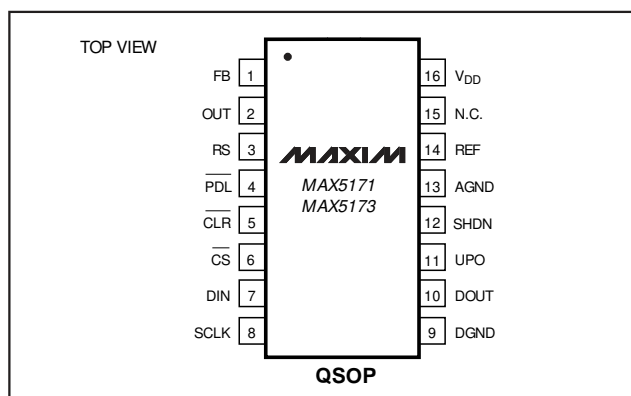 TOP VIEW
FB 1
OUT 2
RS 3
PDL 4
CLR 5
CS 6
DIN 7
SCLK 8
MAXIM
MAX5171
MAX5173
16 VDD
15 N.C.
14 REF
13 AGND
12 SHDN
11 UPO
10 DOUT
9 DGND
QSOP